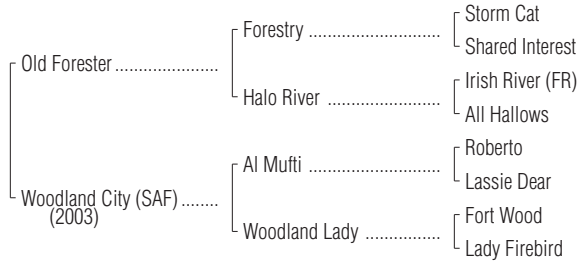 Storm Cat
Forestry
Shared Interest
Old Forester
Irish River (FR)
Halo River
All Hallows
Roberto
Al Mufti
Lassie Dear
Woodland City (SAF)
(2003)
Fort Wood
Woodland Lady
Lady Firebird